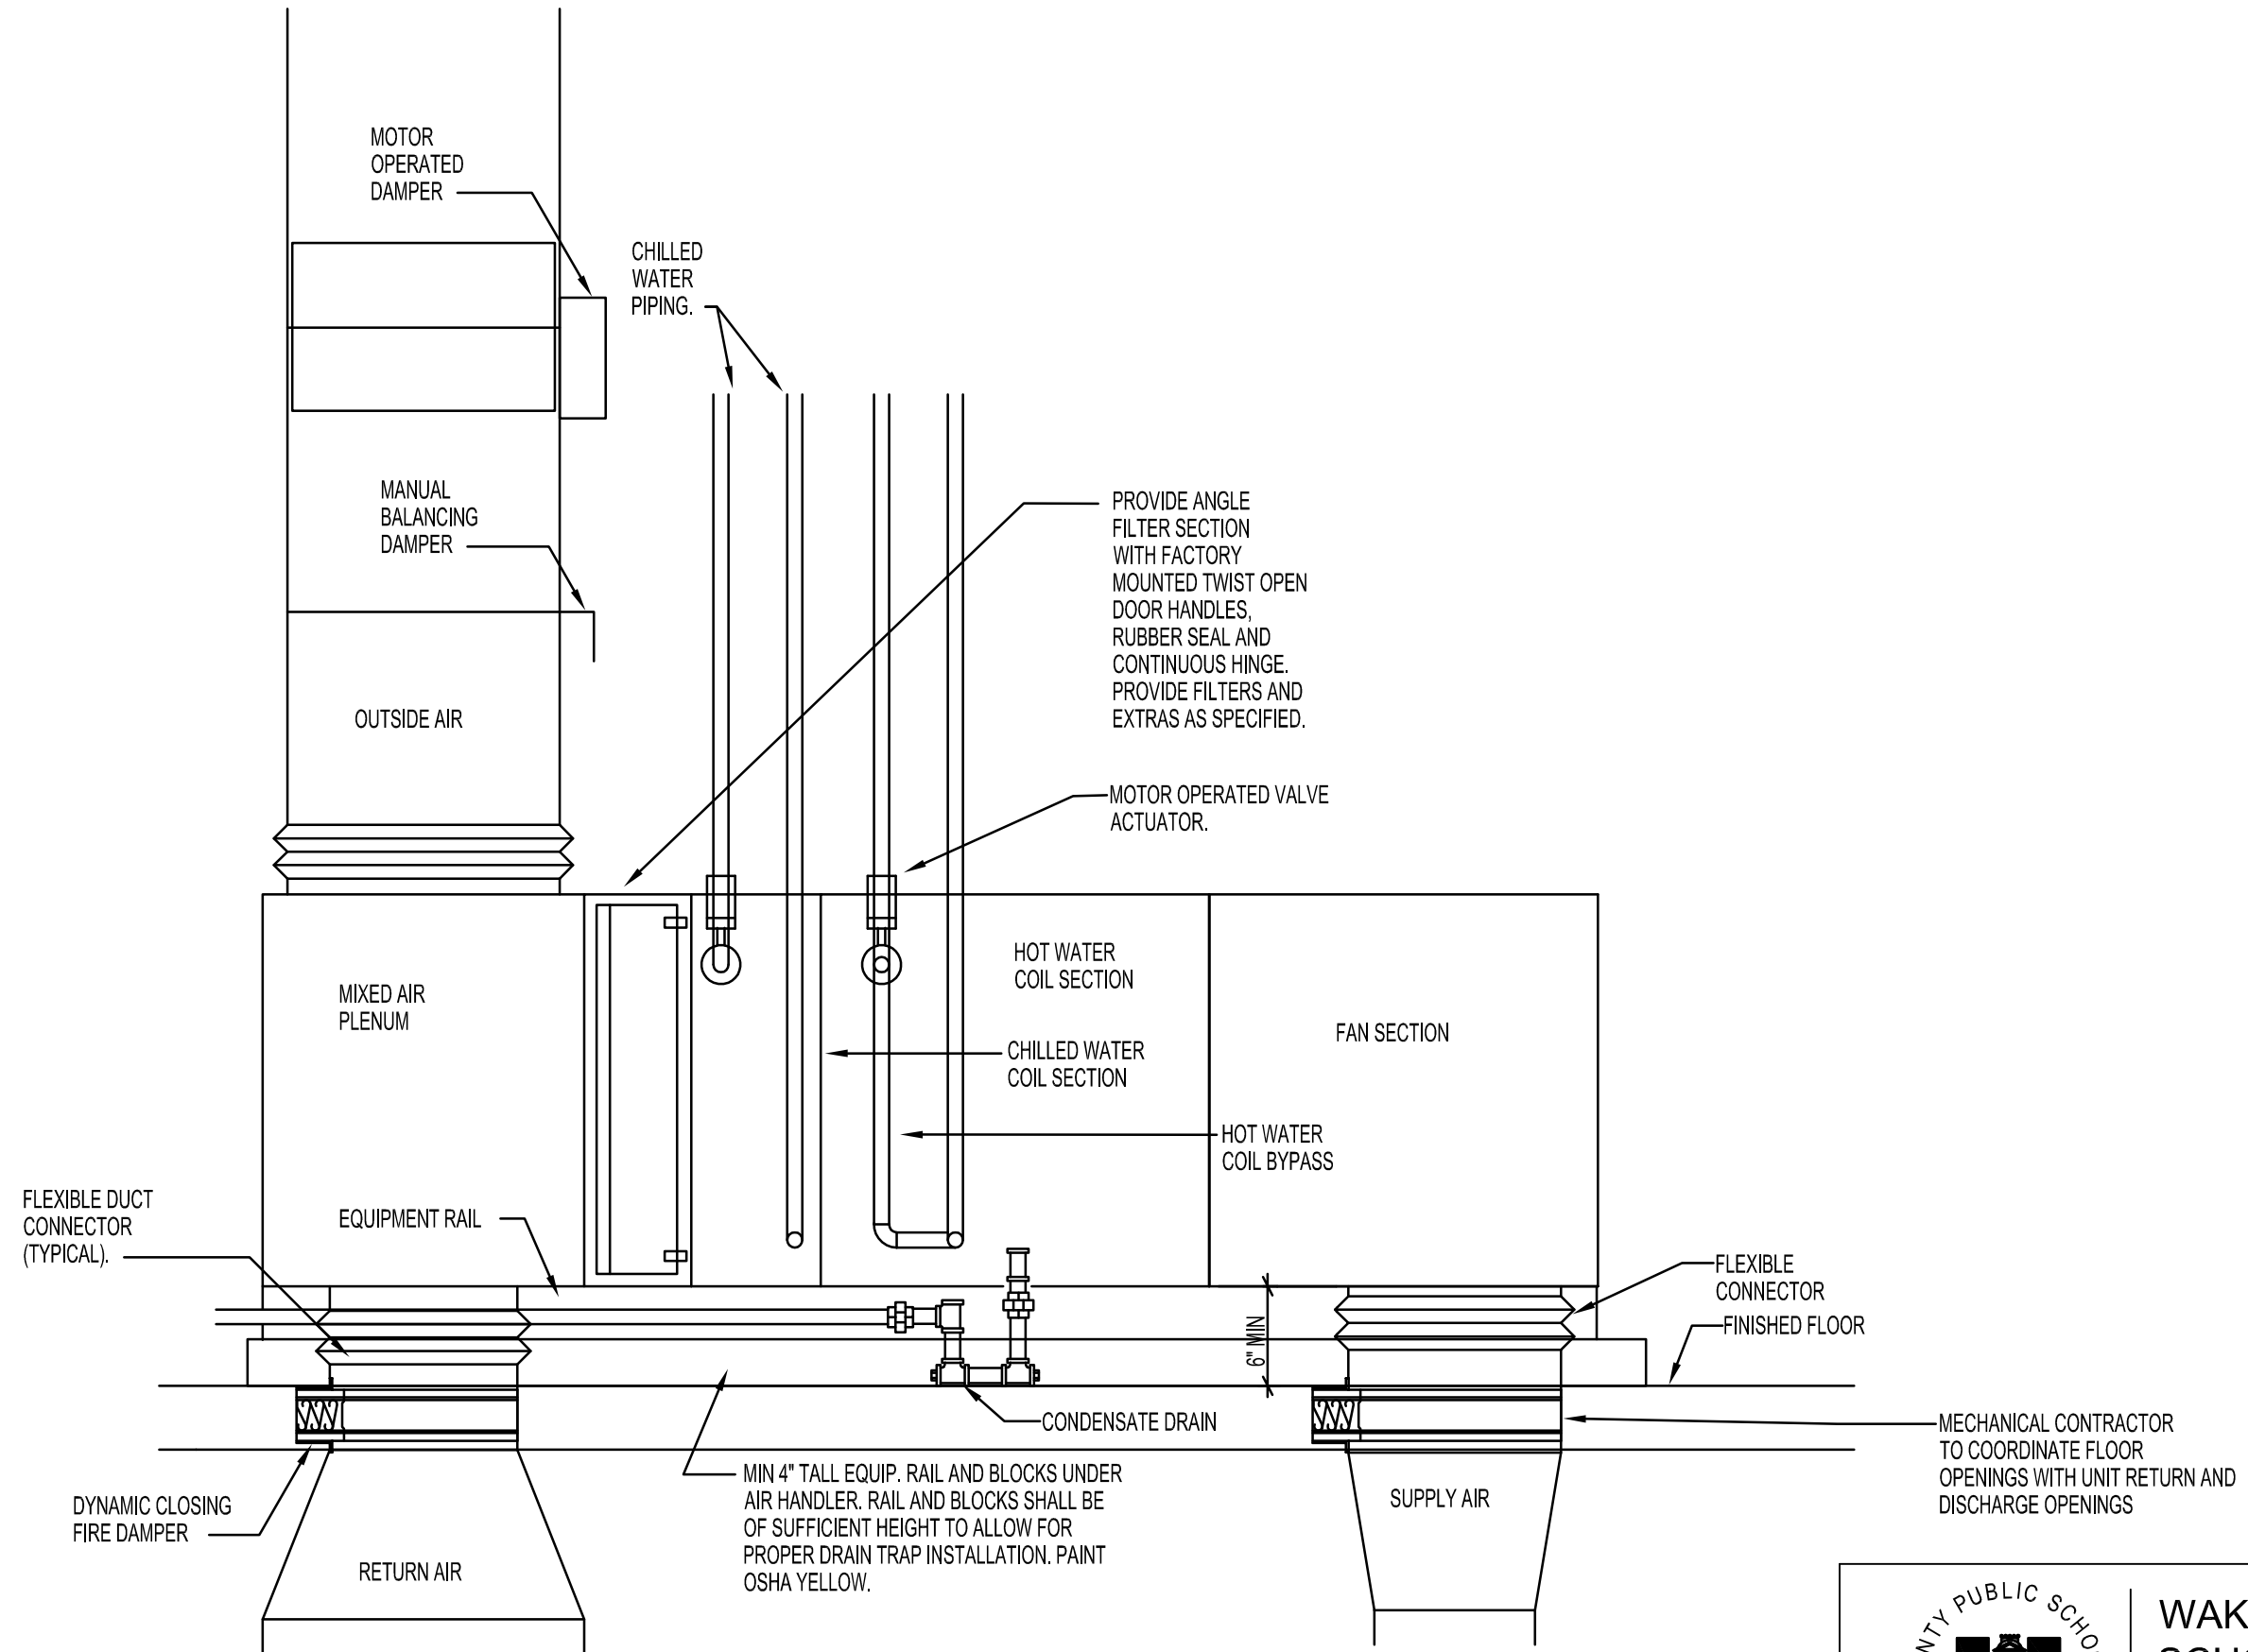 MOTOR
OPERATED
DAMPER
CHILLED
WATER
PIPING.
MANUAL
BALANCING
DAMPER
PROVIDE ANGLE
FILTER SECTION
WITH FACTORY
MOUNTED TWIST OPEN
DOOR HANDLES,
RUBBER SEAL AND
CONTINUOUS HINGE.
PROVIDE FILTERS AND
EXTRAS AS SPECIFIED.
OUTSIDE AIR
MOTOR OPERATED VALVE
ACTUATOR.
HOT WATER
COIL SECTION
MIXED AIR
PLENUM
FAN SECTION
CHILLED WATER
COIL SECTION
HOT WATER
COIL BYPASS
FLEXIBLE DUCT
CONNECTOR
(TYPICAL).
EQUIPMENT RAIL
FLEXIBLE
CONNECTOR
FINISHED FLOOR
6" MIN
CONDENSATE DRAIN
MECHANICAL CONTRACTOR
TO COORDINATE FLOOR
OPENINGS WITH UNIT RETURN AND
DISCHARGE OPENINGS
MIN 4" TALL EQUIP. RAIL AND BLOCKS UNDER
AIR HANDLER. RAIL AND BLOCKS SHALL BE
OF SUFFICIENT HEIGHT TO ALLOW FOR
PROPER DRAIN TRAP INSTALLATION. PAINT
OSHA YELLOW.
SUPPLY AIR
DYNAMIC CLOSING
FIRE DAMPER
RETURN AIR
PUBLIC
WAK